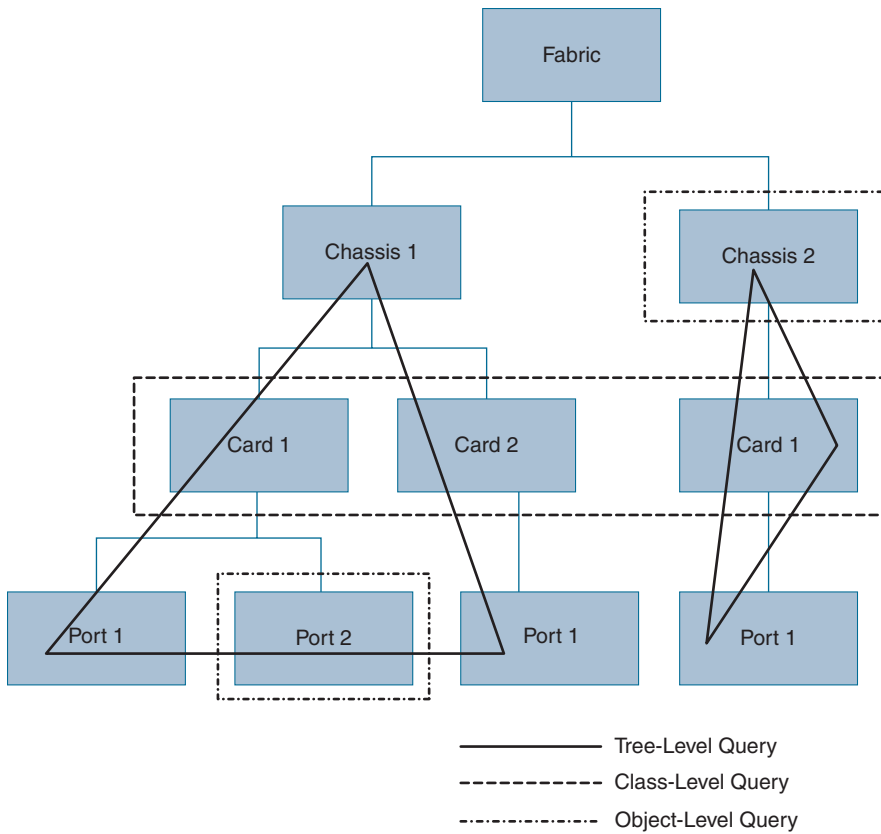 Fabric
Chassis 1
Chassis 2
Card 1
Card 2
Card 1
Port 1
Port 2
Port 1
Port 1
Tree-Level Query
Class-Level Query
Object-Level Query